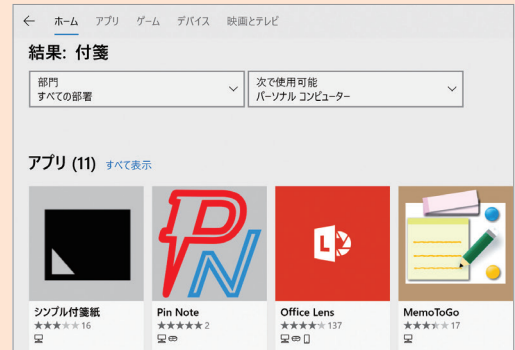 ホーム アプリ ゲーム デバイス 映画とテレビ
結果: 付箋
部門
すべての部署
次で使用可能
パーソナル コンピューター
アプリ (11) すべて表示
PN
L
シンプル付箋紙
16
Pin Note
2
Office Lens
137
MemoToGo
17